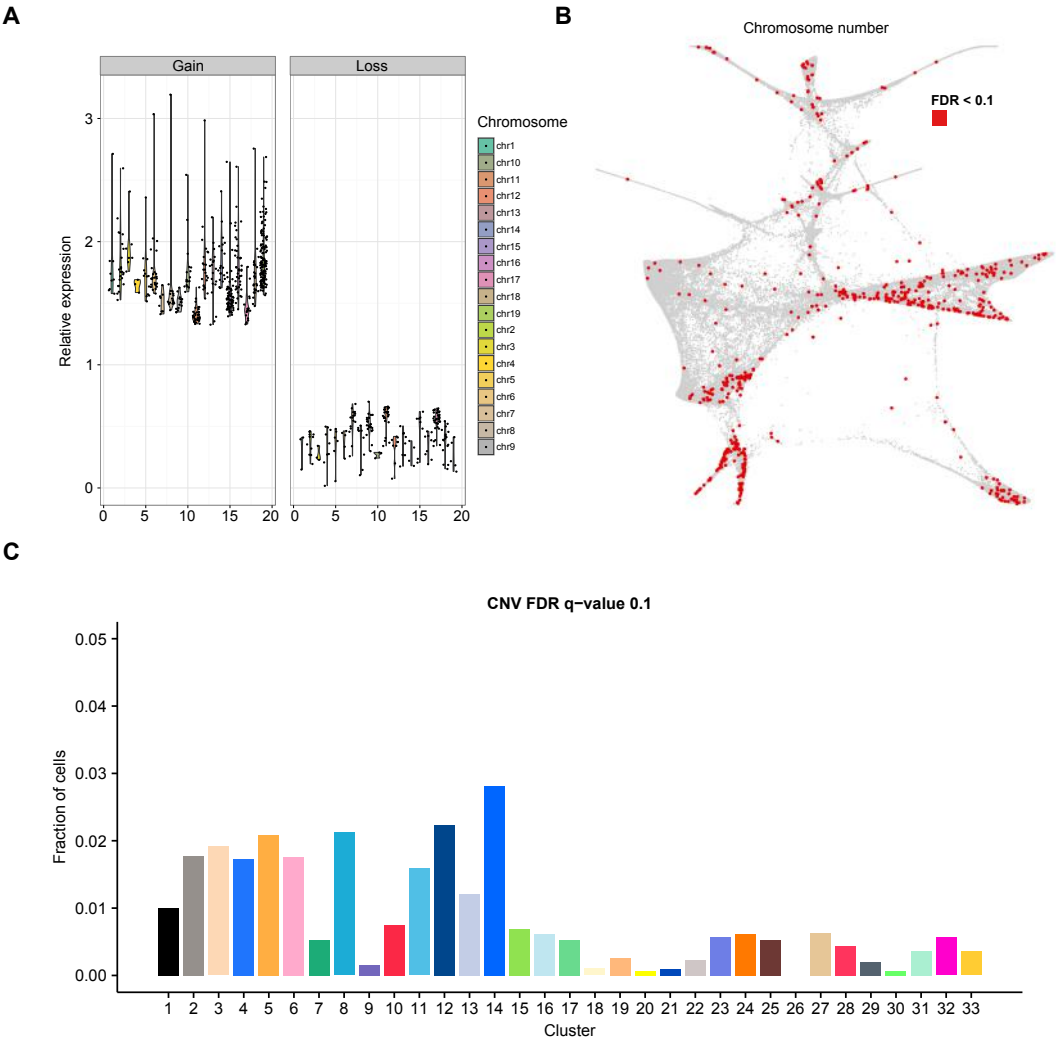 A
Gain
Loss
Relative expression
3
2
1
0
0 5 10 15 20
0 5 10 15 20
Chromosome
chr1
chr10
chr11
chr12
chr13
chr14
chr15
chr16
chr17
chr18
chr19
chr2
chr3
chr4
chr5
chr6
chr7
chr8
chr9
B
Chromosome number
FDR < 0.1
C
CNV FDR q−value 0.1
Fraction of cells
0.05
0.04
0.03
0.02
0.01
0.00
1 2 3 4 5 6 7 8 9 10 11 12 13 14 15 16 17 18 19 20 21 22 23 24 25 26 27 28 29 30 31 32 33
Cluster